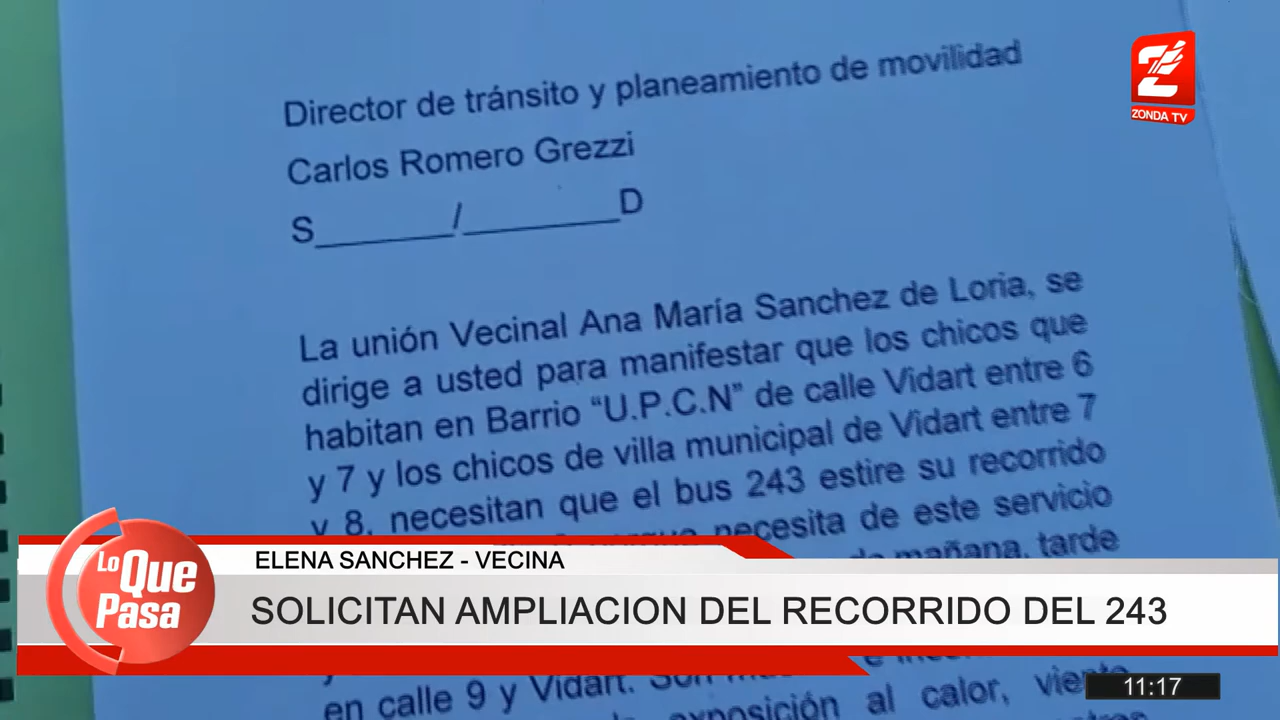 Director de tránsito y planeamiento de movilidad
Carlos Romero Grezzi
S_______/________D
La unión Vecinal Ana María Sanchez de Loria, se
dirige a usted para manifestar que los chicos que
habitan en Barrio “U.P.C.N” de calle Vidart entre 6
y 7 y los chicos de villa municipal de Vidart entre 7
y 8, necesitan que el bus 243 estire su recorrido
necesita de este servicio
mañana, tarde
en calle 9 y Vidart. Son
exposición al calor, viento
Z
ZONDA TV
Lo Que Pasa
ELENA SANCHEZ - VECINA
SOLICITAN AMPLIACION DEL RECORRIDO DEL 243
11:17